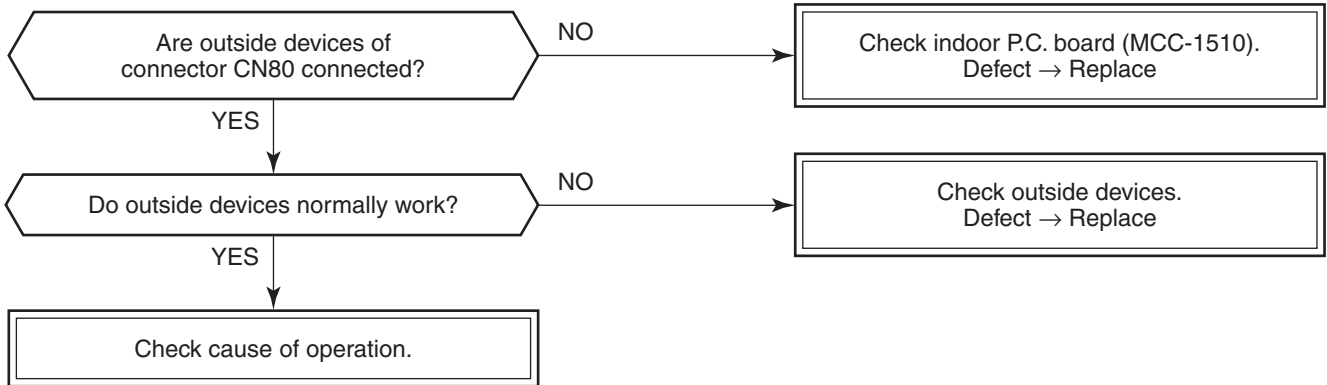 Are outside devices of
connector CN80 connected?
NO
Check indoor P.C. board (MCC-1510).
Defect → Replace
YES
Do outside devices normally work?
NO
Check outside devices.
Defect → Replace
YES
Check cause of operation.